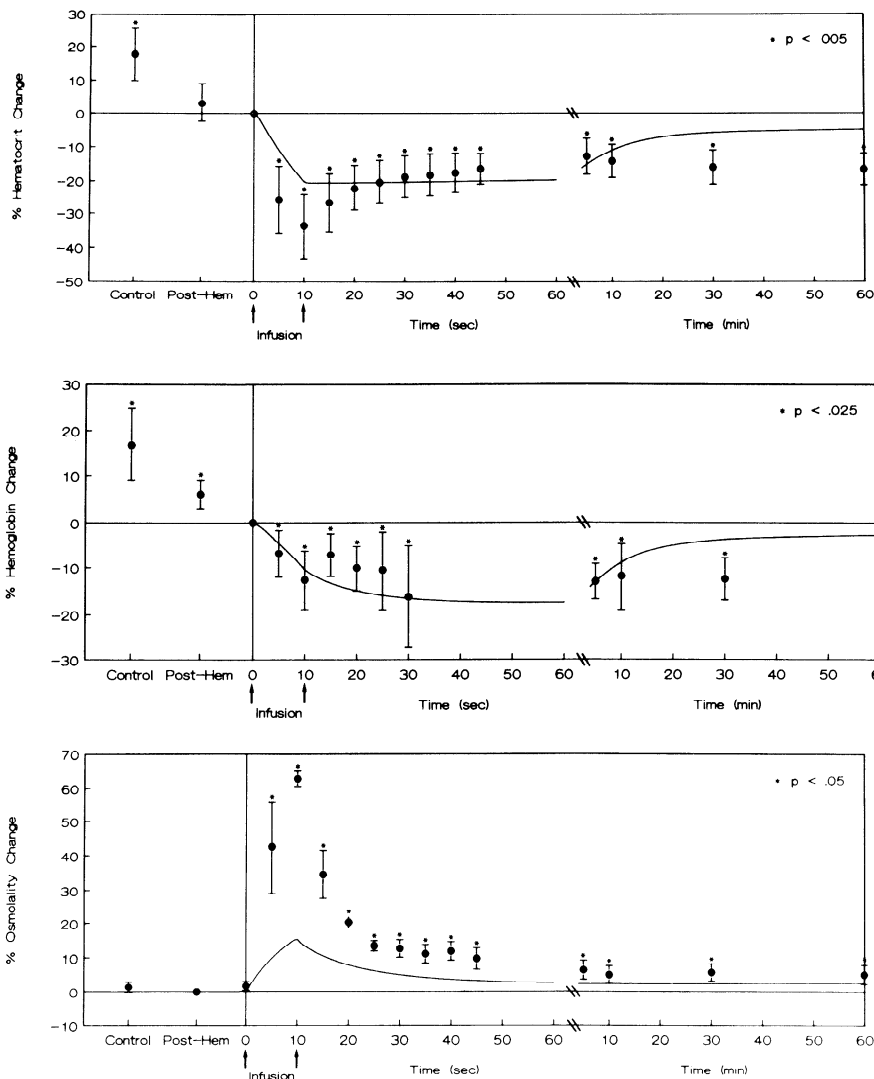 30
20
10
0
-10
-20
-30
-40
-50
% Hematocrt Change
* p < 005
* * * * * * * * * * * * * *
Control Post-Hem 0 10 20 30 40 50 60 10 20 30 40 50 60
Infusion Time (sec) Time (min)
30
20
10
0
-10
-20
-30
% Hemoglobin Change
* p < .025
* * * * * * * * * * *
Control Post-Hem 0 10 20 30 40 50 60 10 20 30 40 50 60
Infusion Time (sec) Time (min)
70
60
50
40
30
20
10
0
-10
% Osmolality Change
* p < .05
* * * * * * * * * * * *
Control Post-Hem 0 10 20 30 40 50 60 10 20 30 40 50 60
Infusion Time (sec) Time (min)